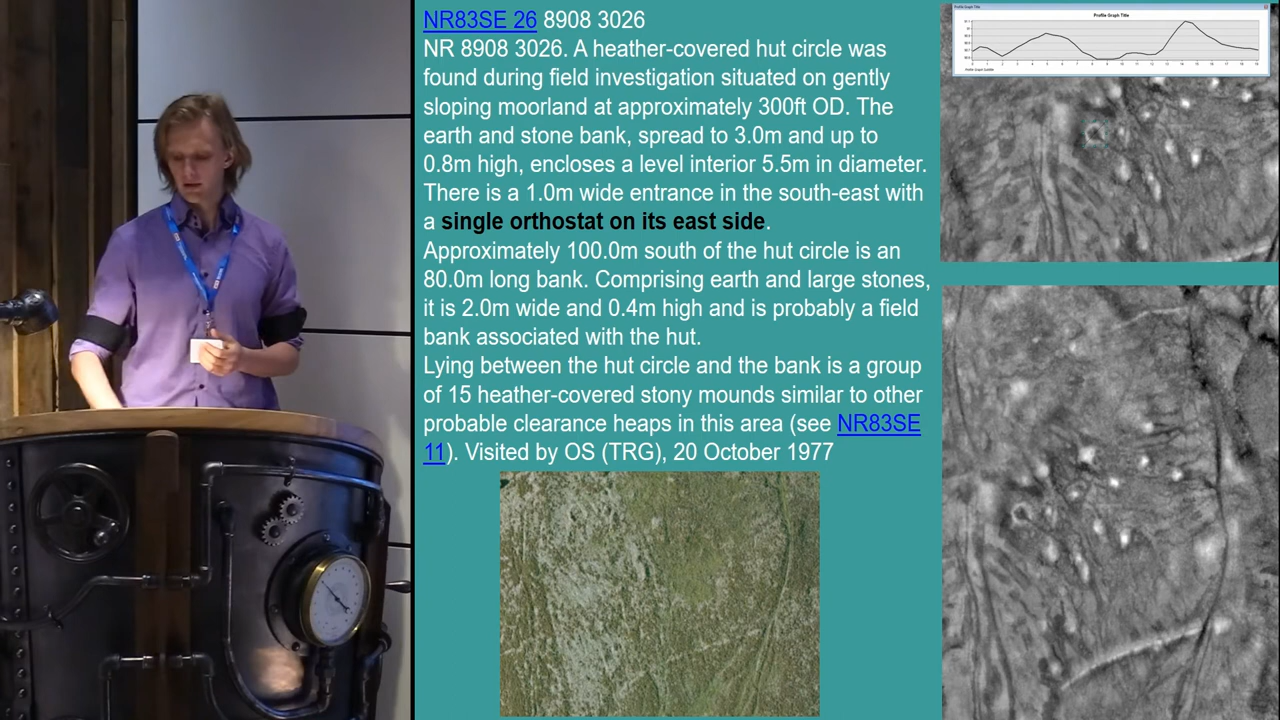 NR83SE 26 8908 3026
NR 8908 3026. A heather-covered hut circle was
found during field investigation situated on gently
sloping moorland at approximately 300ft OD. The
earth and stone bank, spread to 3.0m and up to
0.8m high, encloses a level interior 5.5m in diameter.
There is a 1.0m wide entrance in the south-east with
a single orthostat on its east side.
Approximately 100.0m south of the hut circle is an
80.0m long bank. Comprising earth and large stones,
it is 2.0m wide and 0.4m high and is probably a field
bank associated with the hut.
Lying between the hut circle and the bank is a group
of 15 heather-covered stony mounds similar to other
probable clearance heaps in this area (see NR83SE
11). Visited by OS (TRG), 20 October 1977
Profile Graph Title
Profile Graph Title
Profile Graph Subtitle